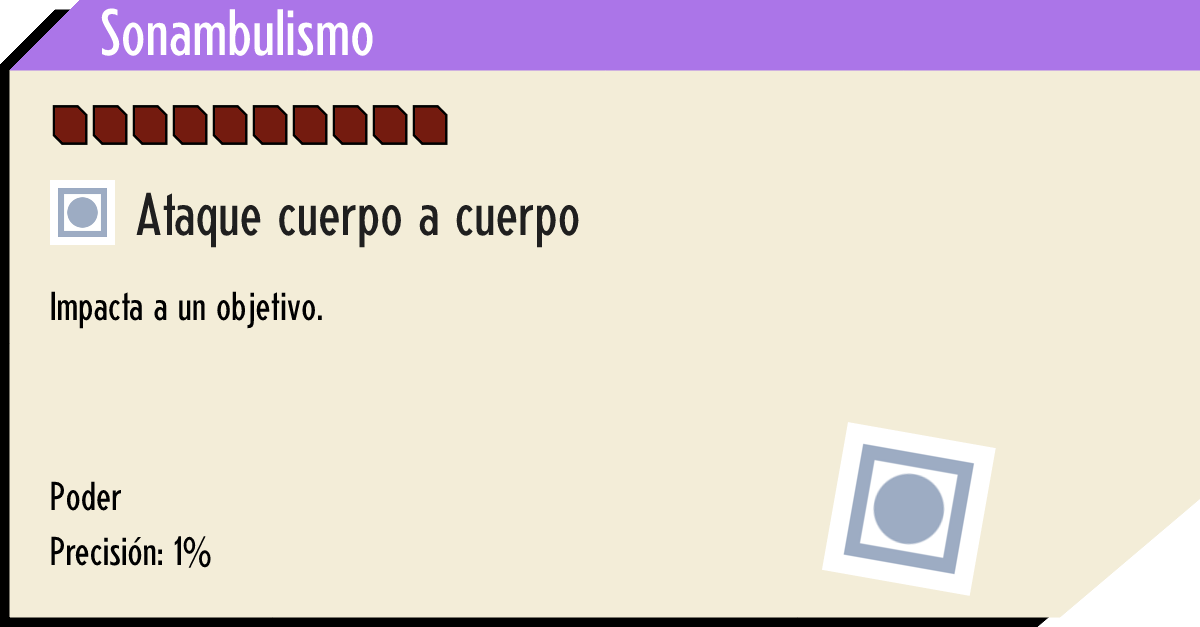 Sonambulismo
Ataque cuerpo a cuerpo
Impacta a un objetivo.
Poder
Precisión: 1%